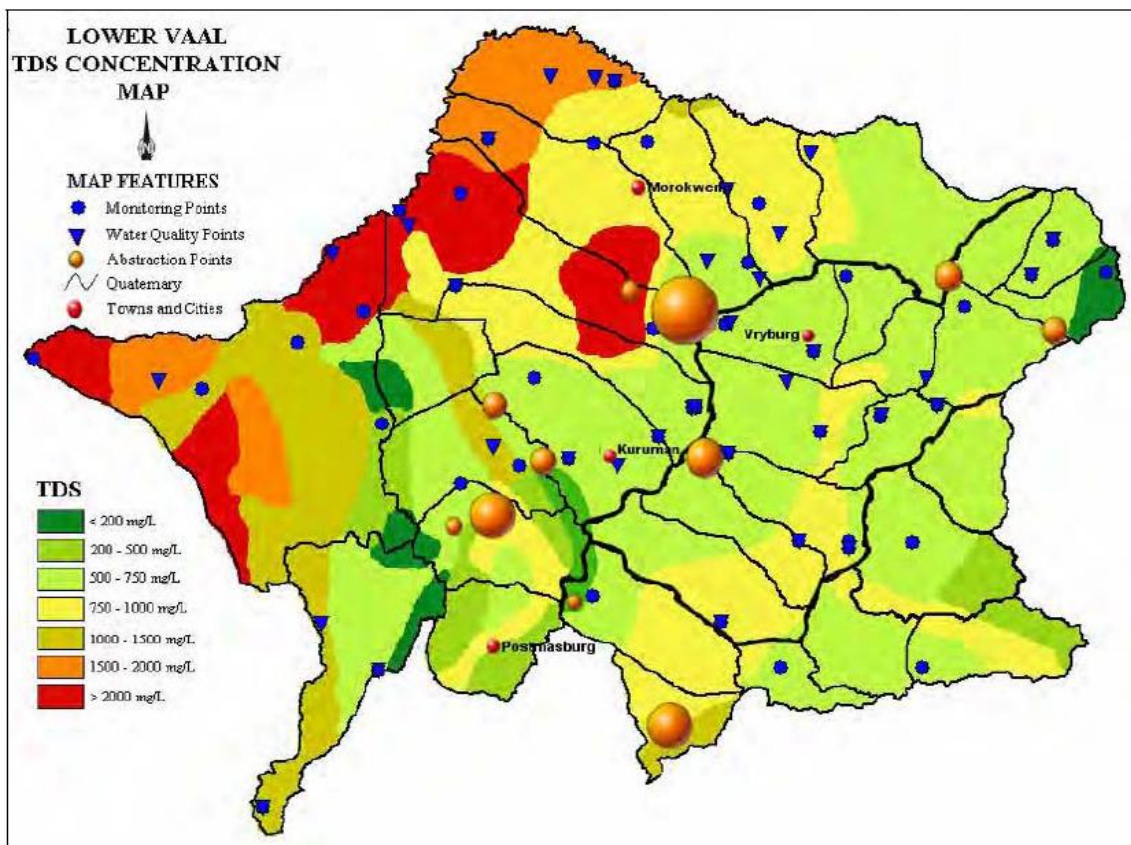 LOWER VAAL
TDS CONCENTRATION
MAP
N
MAP FEATURES
Monitoring Points
Water Quality Points
Abstraction Points
Quaternary
Towns and Cities
Morokweng
Vryburg
Kuruman
Postmasburg
TDS
< 200 mg/L
200 - 500 mg/L
500 - 750 mg/L
750 - 1000 mg/L
1000 - 1500 mg/L
1500 - 2000 mg/L
> 2000 mg/L